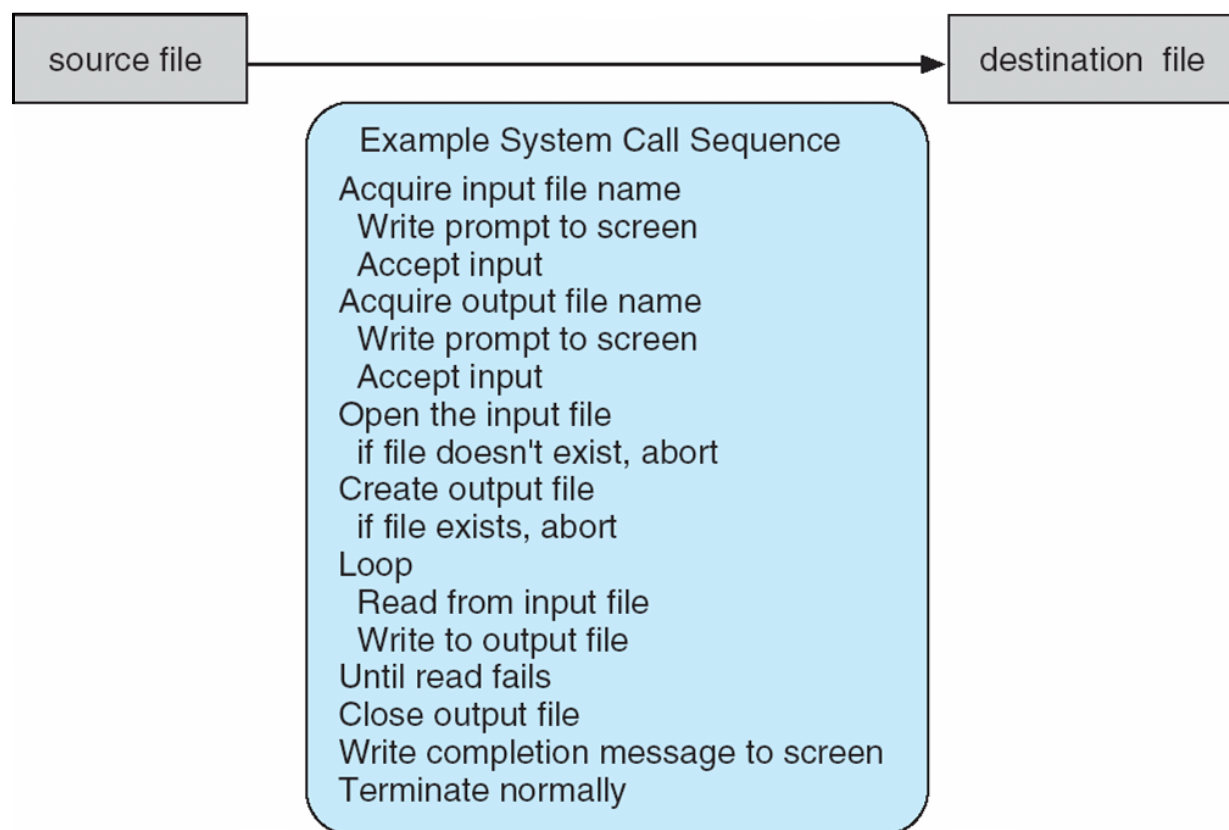 source file
destination file
Example System Call Sequence
Acquire input file name
Write prompt to screen
Accept input
Acquire output file name
Write prompt to screen
Accept input
Open the input file
if file doesn't exist, abort
Create output file
if file exists, abort
Loop
Read from input file
Write to output file
Until read fails
Close output file
Write completion message to screen
Terminate normally